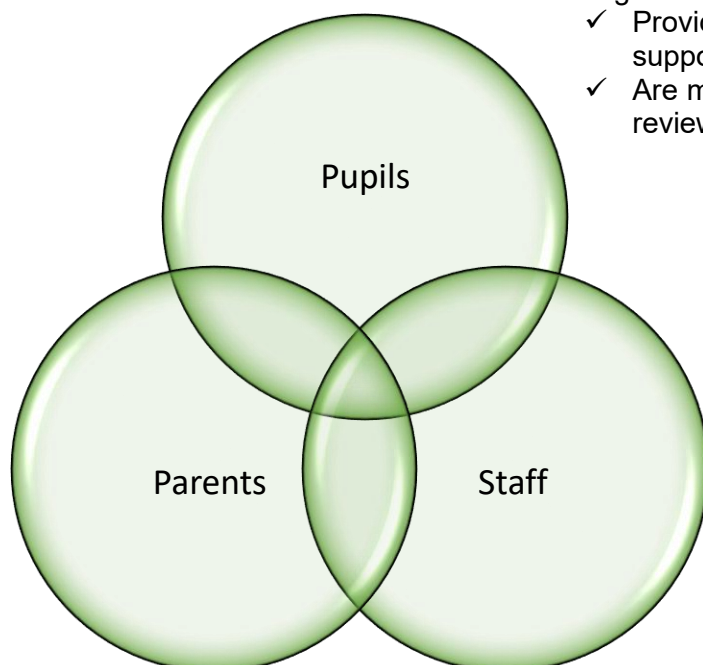 ✓ Provid
suppo
✓ Are m
review
Pupils
Parents
Staff